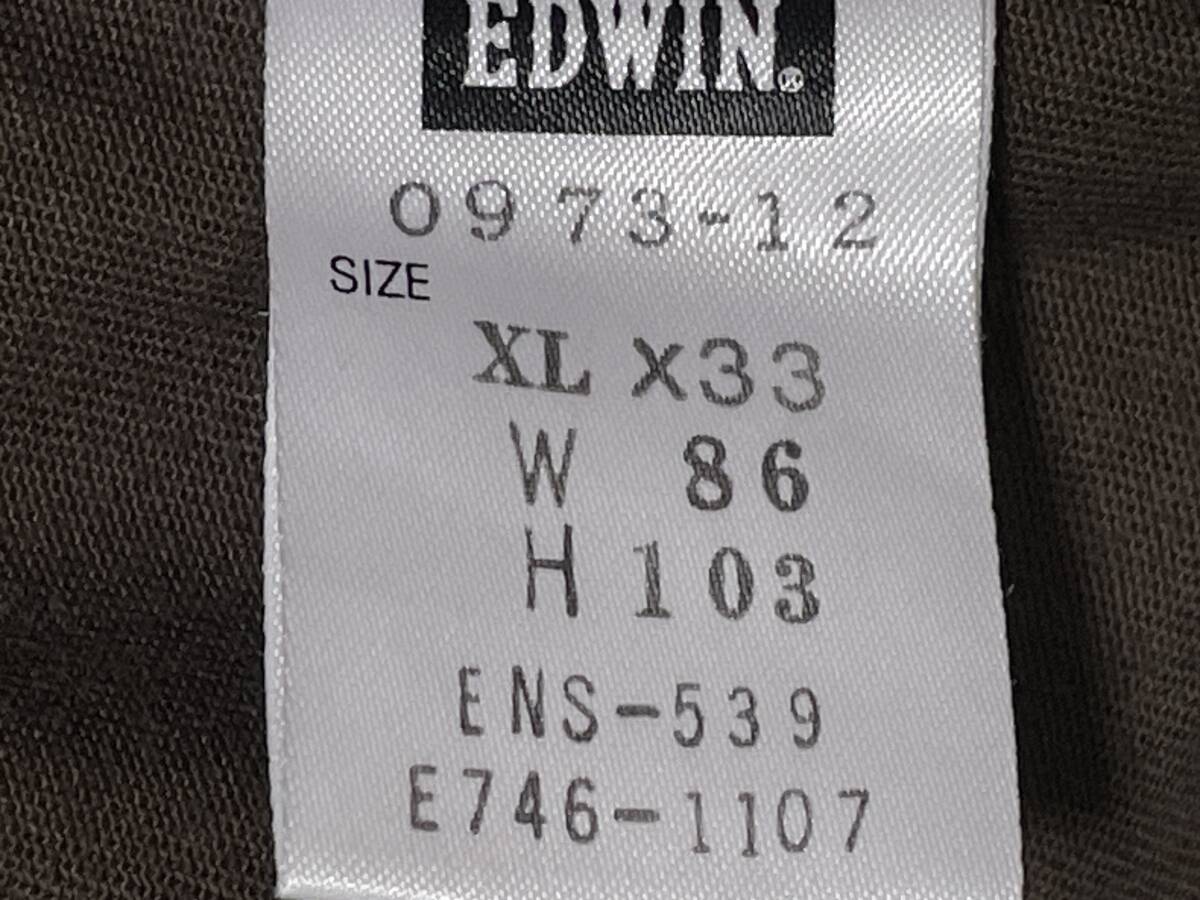 EDWIN®
0973-12
SIZE
XL X33
W 86
H 103
ENS-539
E746-1107